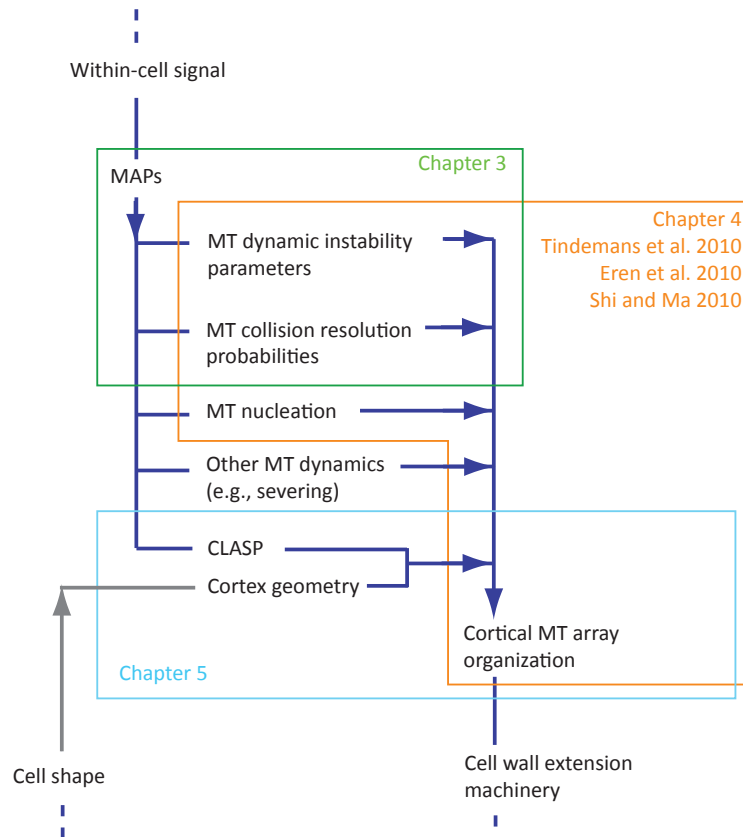 Within-cell signal
Chapter 3
MAPs
Chapter 4
Tindemans et al. 2010
Eren et al. 2010
Shi and Ma 2010
MT dynamic instability
parameters
MT collision resolution
probabilities
MT nucleation
Other MT dynamics
(e.g., severing)
CLASP
Cortex geometry
Cortical MT array
organization
Chapter 5
Cell shape
Cell wall extension
machinery